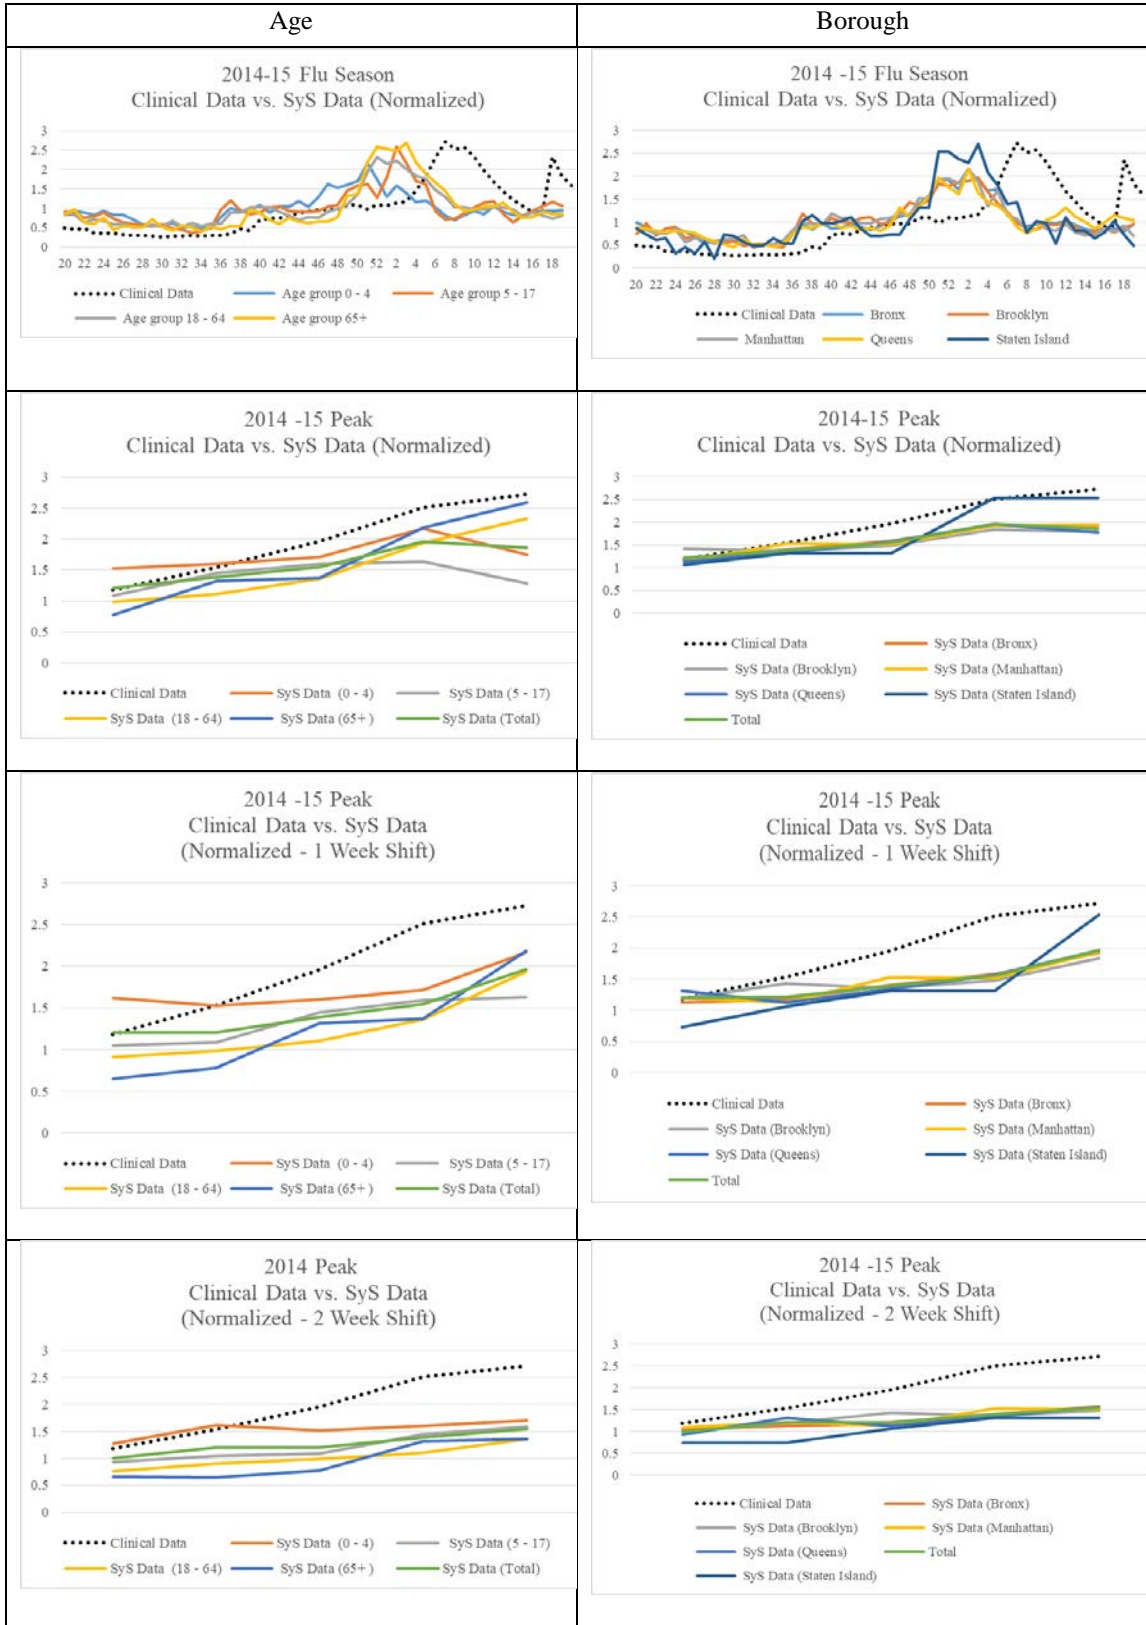 Age
Borough
2014-15 Flu Season
Clinical Data vs. SyS Data (Normalized)
3
2.5
2
1.5
1
0.5
0
20 22 24 26 28 30 32 34 36 38 40 42 44 46 48 50 52 2 4 6 8 10 12 14 16 18
Clinical Data Age group 0 - 4 Age group 5 - 17
Age group 18 - 64 Age group 65+
2014 -15 Flu Season
Clinical Data vs. SyS Data (Normalized)
3
2.5
2
1.5
1
0.5
0
20 22 24 26 28 30 32 34 36 38 40 42 44 46 48 50 52 2 4 6 8 10 12 14 16 18
Clinical Data Bronx Brooklyn
Manhattan Queens Staten Island
2014 -15 Peak
Clinical Data vs. SyS Data (Normalized)
3
2.5
2
1.5
1
0.5
0
Clinical Data SyS Data (0 - 4) SyS Data (5 - 17)
SyS Data (18 - 64) SyS Data (65+) SyS Data (Total)
2014-15 Peak
Clinical Data vs. SyS Data (Normalized)
3
2.5
2
1.5
1
0.5
0
Clinical Data SyS Data (Bronx)
SyS Data (Brooklyn) SyS Data (Manhattan)
SyS Data (Queens) SyS Data (Staten Island)
Total
2014 -15 Peak
Clinical Data vs. SyS Data
(Normalized - 1 Week Shift)
3
2.5
2
1.5
1
0.5
0
Clinical Data SyS Data (0 - 4) SyS Data (5 - 17)
SyS Data (18 - 64) SyS Data (65+) SyS Data (Total)
2014 -15 Peak
Clinical Data vs. SyS Data
(Normalized - 1 Week Shift)
3
2.5
2
1.5
1
0.5
0
Clinical Data SyS Data (Bronx)
SyS Data (Brooklyn) SyS Data (Manhattan)
SyS Data (Queens) SyS Data (Staten Island)
Total
2014 Peak
Clinical Data vs. SyS Data
(Normalized - 2 Week Shift)
3
2.5
2
1.5
1
0.5
0
Clinical Data SyS Data (0 - 4) SyS Data (5 - 17)
SyS Data (18 - 64) SyS Data (65+) SyS Data (Total)
2014 -15 Peak
Clinical Data vs. SyS Data
(Normalized - 2 Week Shift)
3
2.5
2
1.5
1
0.5
0
Clinical Data SyS Data (Bronx)
SyS Data (Brooklyn) SyS Data (Manhattan)
SyS Data (Queens) Total
SyS Data (Staten Island)